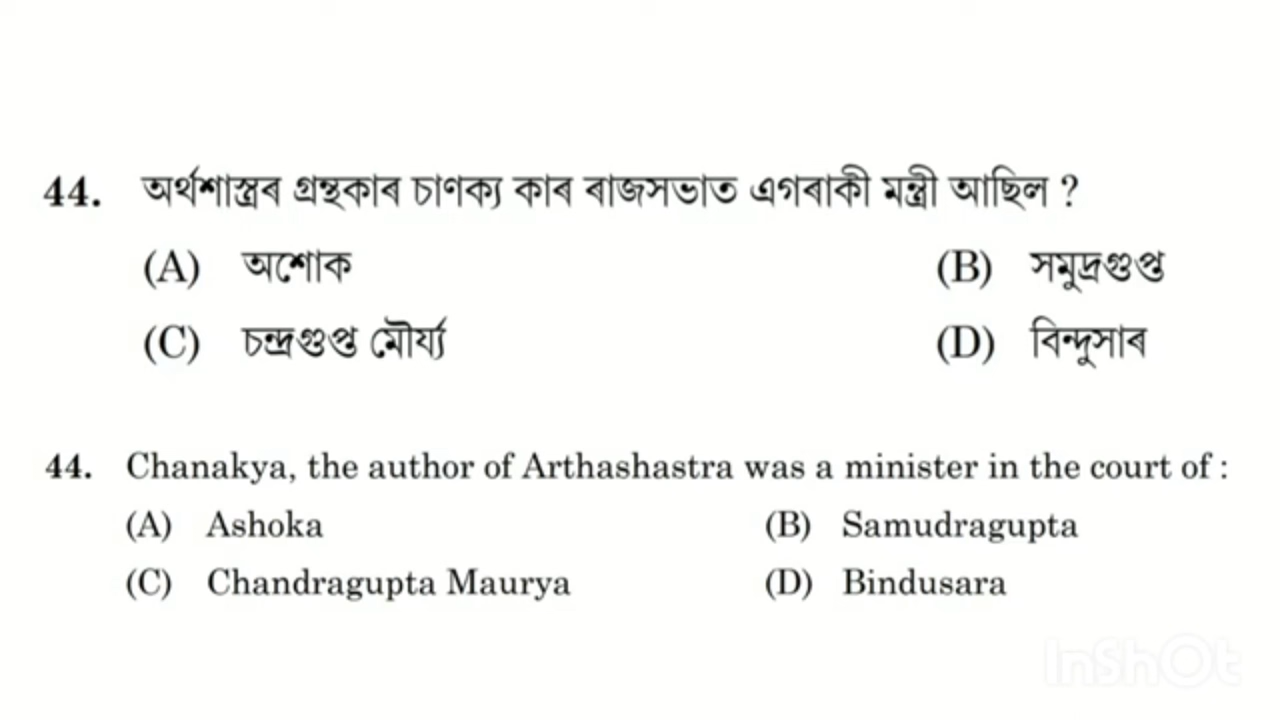 44. অৰ্থশাস্ত্ৰৰ গ্ৰন্থকাৰ চাণক্য কাৰ ৰাজসভাত এগৰাকী মন্ত্ৰী আছিল ?
(A) অশোক (B) সমুদ্ৰগুপ্ত
(C) চন্দ্ৰগুপ্ত মৌৰ্য্য (D) বিন্দুসাৰ
44. Chanakya, the author of Arthashastra was a minister in the court of :
(A) Ashoka (B) Samudragupta
(C) Chandragupta Maurya (D) Bindusara
InShOt